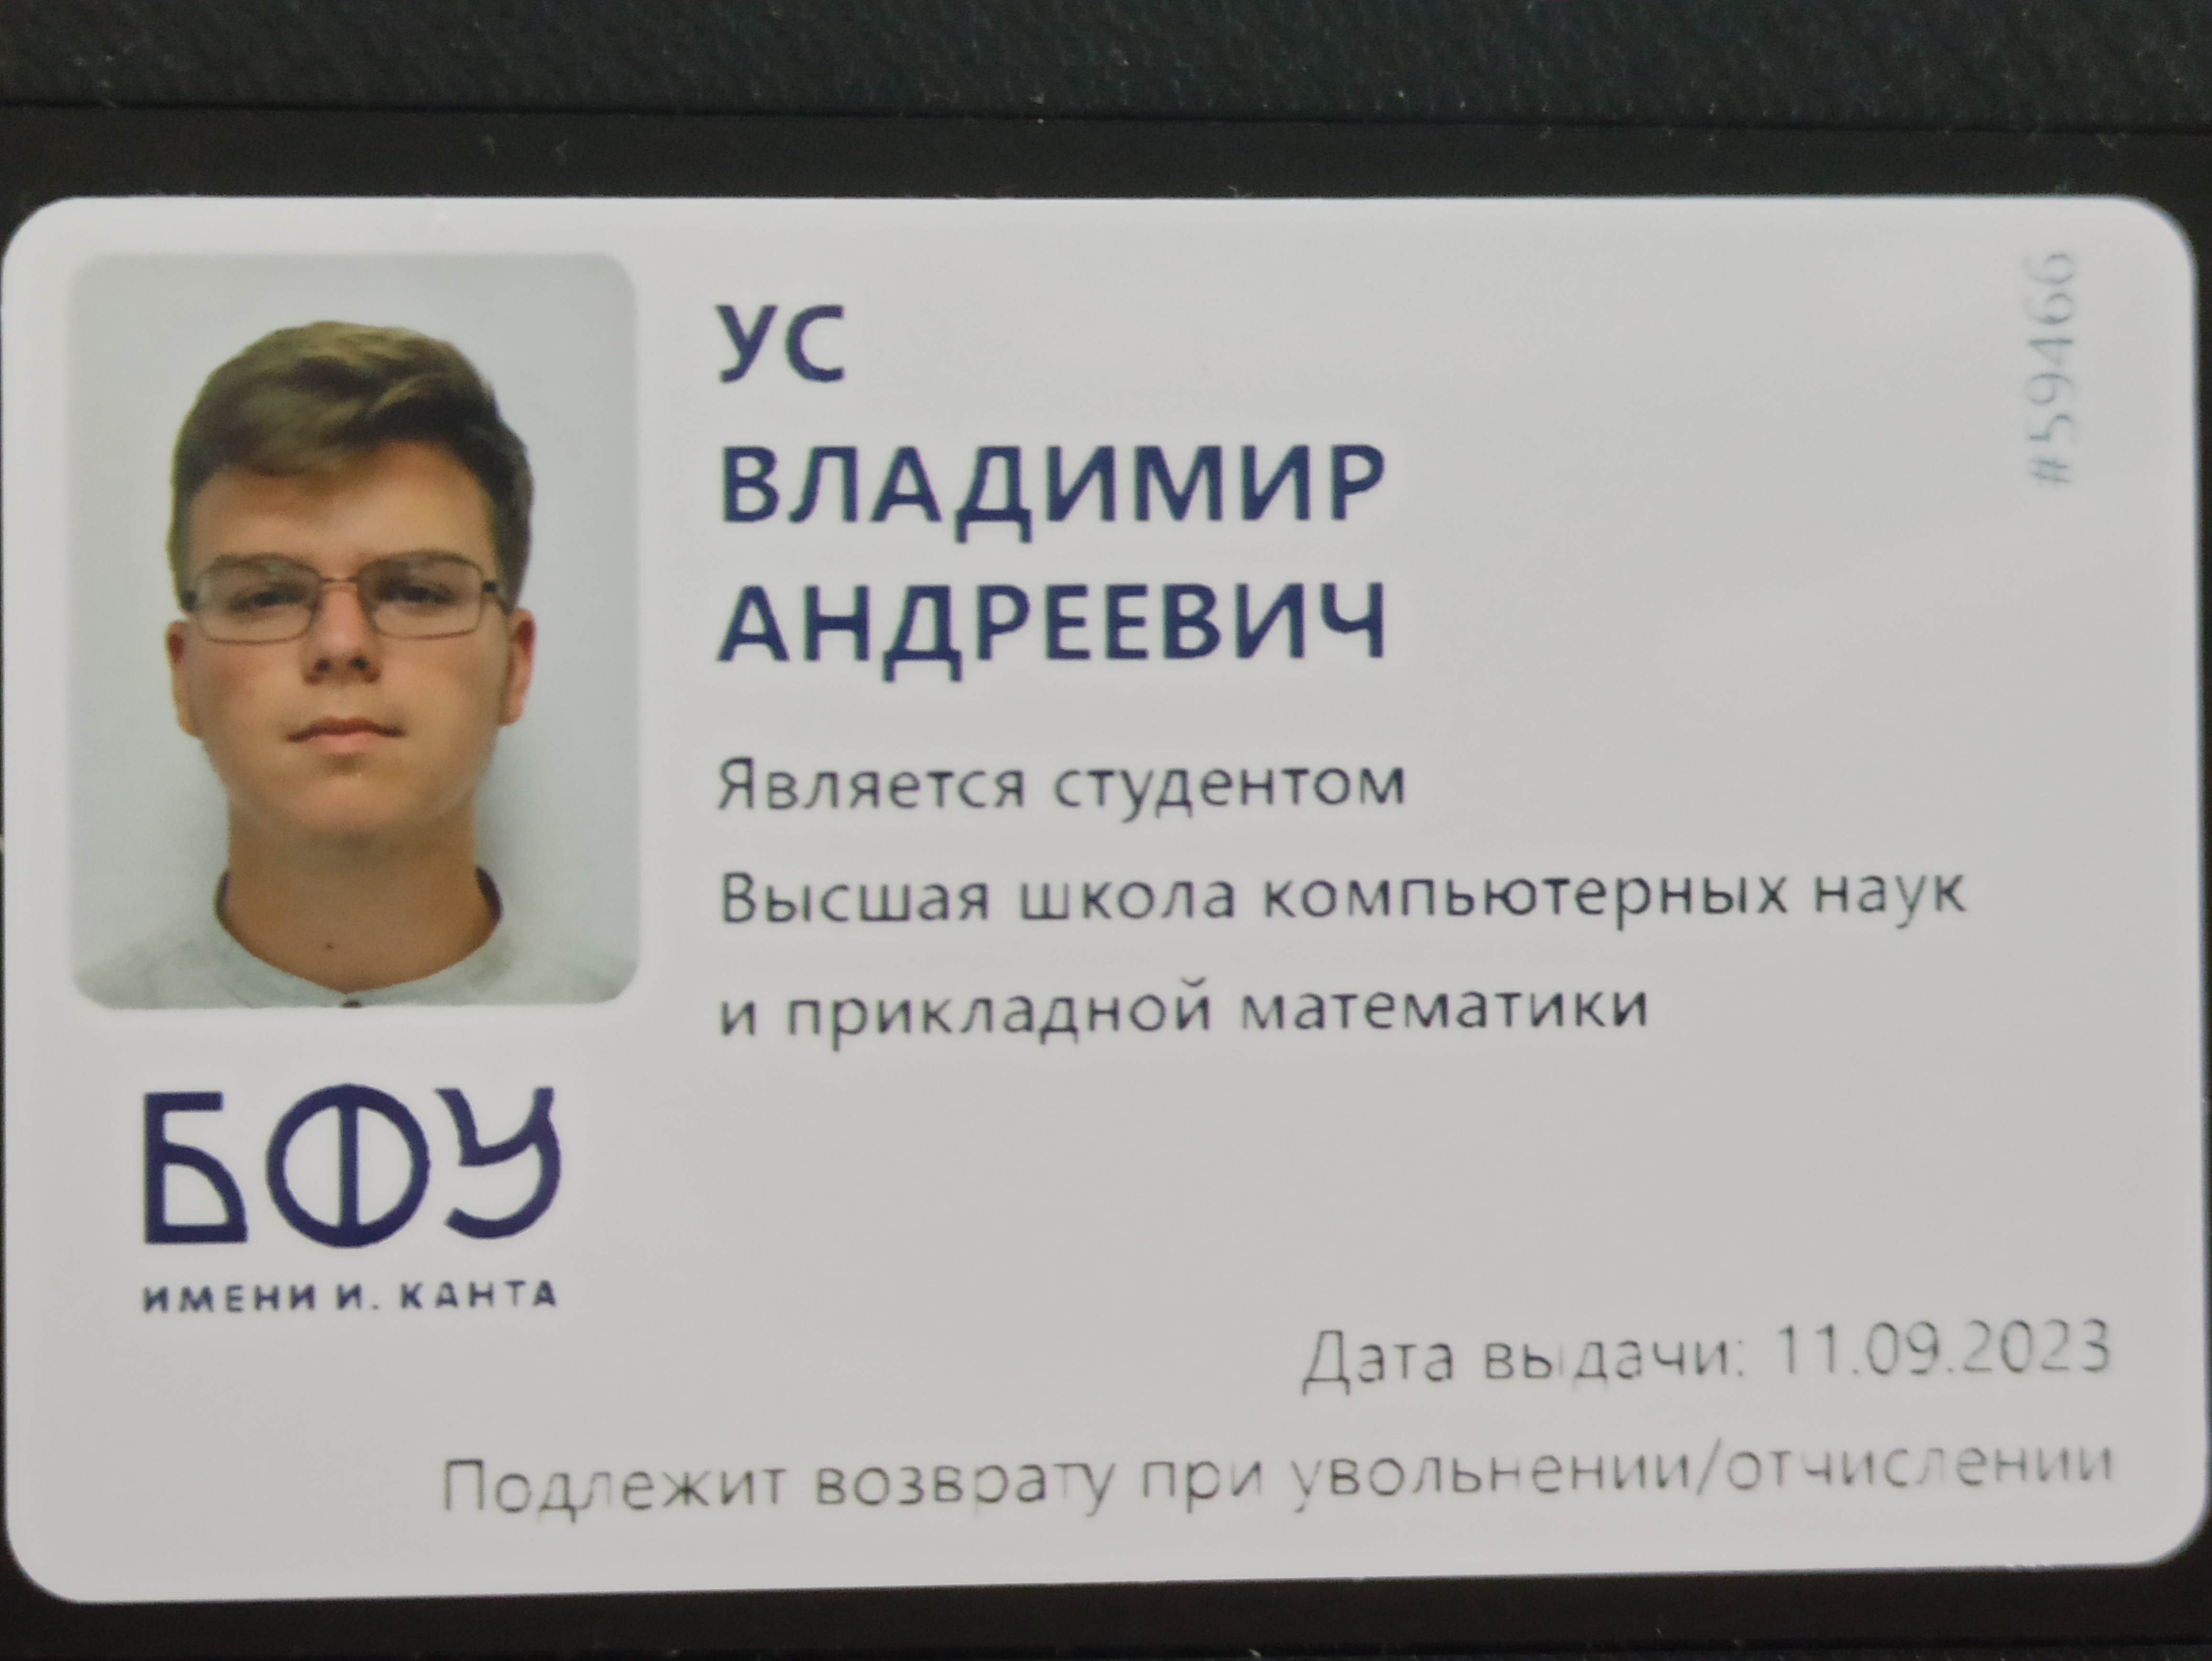 УС
ВЛАДИМИР
АНДРЕЕВИЧ
#59466
Является студентом
Высшая школа компьютерных наук
и прикладной математики
БФУ
ИМЕНИ И. КАНТА
Дата выдачи: 11.09.2023
Подлежит возврату при увольнении/отчислении